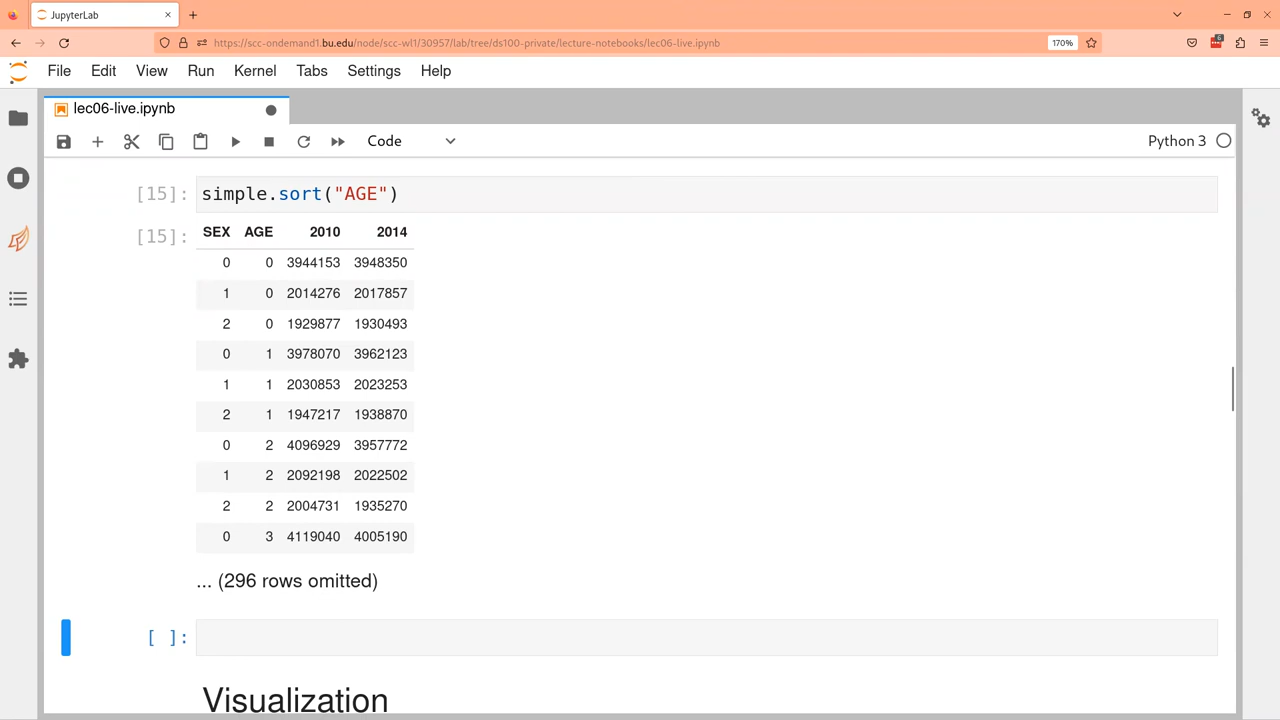 JupyterLab
https://scc-ondemand1.bu.edu/node/scc-wl1/30957/lab/tree/ds100-private/lecture-notebooks/lec06-live.ipynb
170%
6
File Edit View Run Kernel Tabs Settings Help
lec06-live.ipynb
Code
Python 3
[15]: simple.sort("AGE")
[15]: SEX AGE 2010 2014
0 0 3944153 3948350
1 0 2014276 2017857
2 0 1929877 1930493
0 1 3978070 3962123
1 1 2030853 2023253
2 1 1947217 1938870
0 2 4096929 3957772
1 2 2092198 2022502
2 2 2004731 1935270
0 3 4119040 4005190
... (296 rows omitted)
[ ]:
Visualization